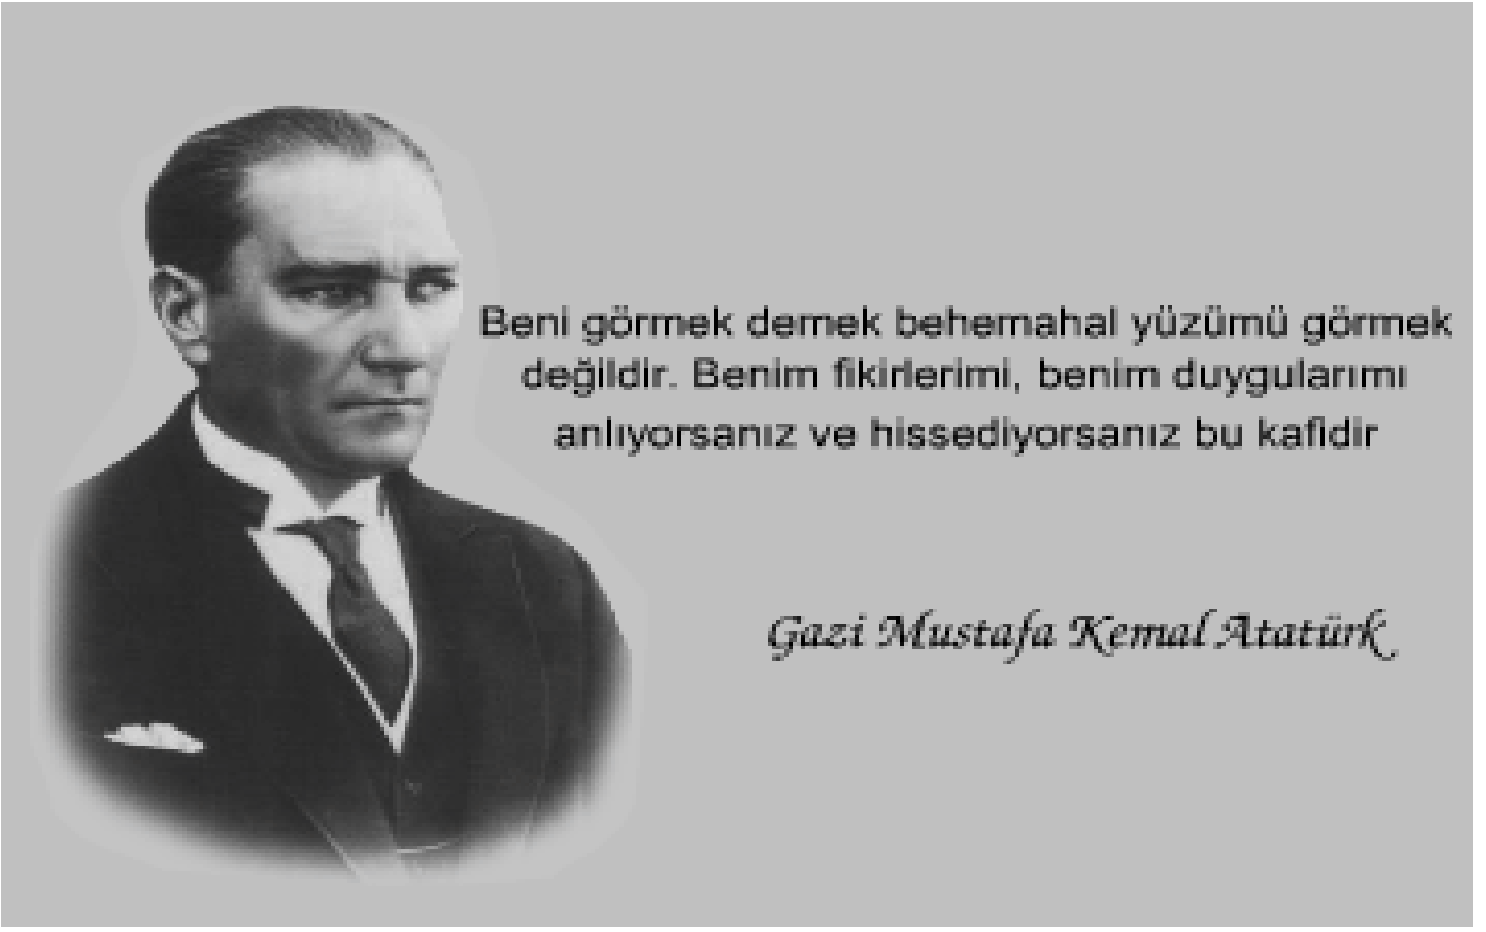 Beni görmek demek behemahal yüzümü görmek
değildir. Benim fikirlerimi, benim duygularımı
anlıyorsanız ve hissediyorsanız bu kafidir
Gazi Mustafa Kemal Atatürk